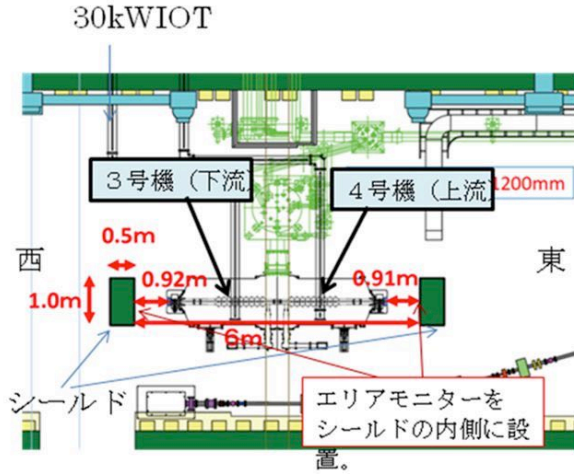 30kWIOT
3号機（下流）
4号機（上流）
1200mm
西
0.5m
0.92m
0.91m
東
1.0m
6m
シールド
エリアモニターを
シールドの内側に設
置。